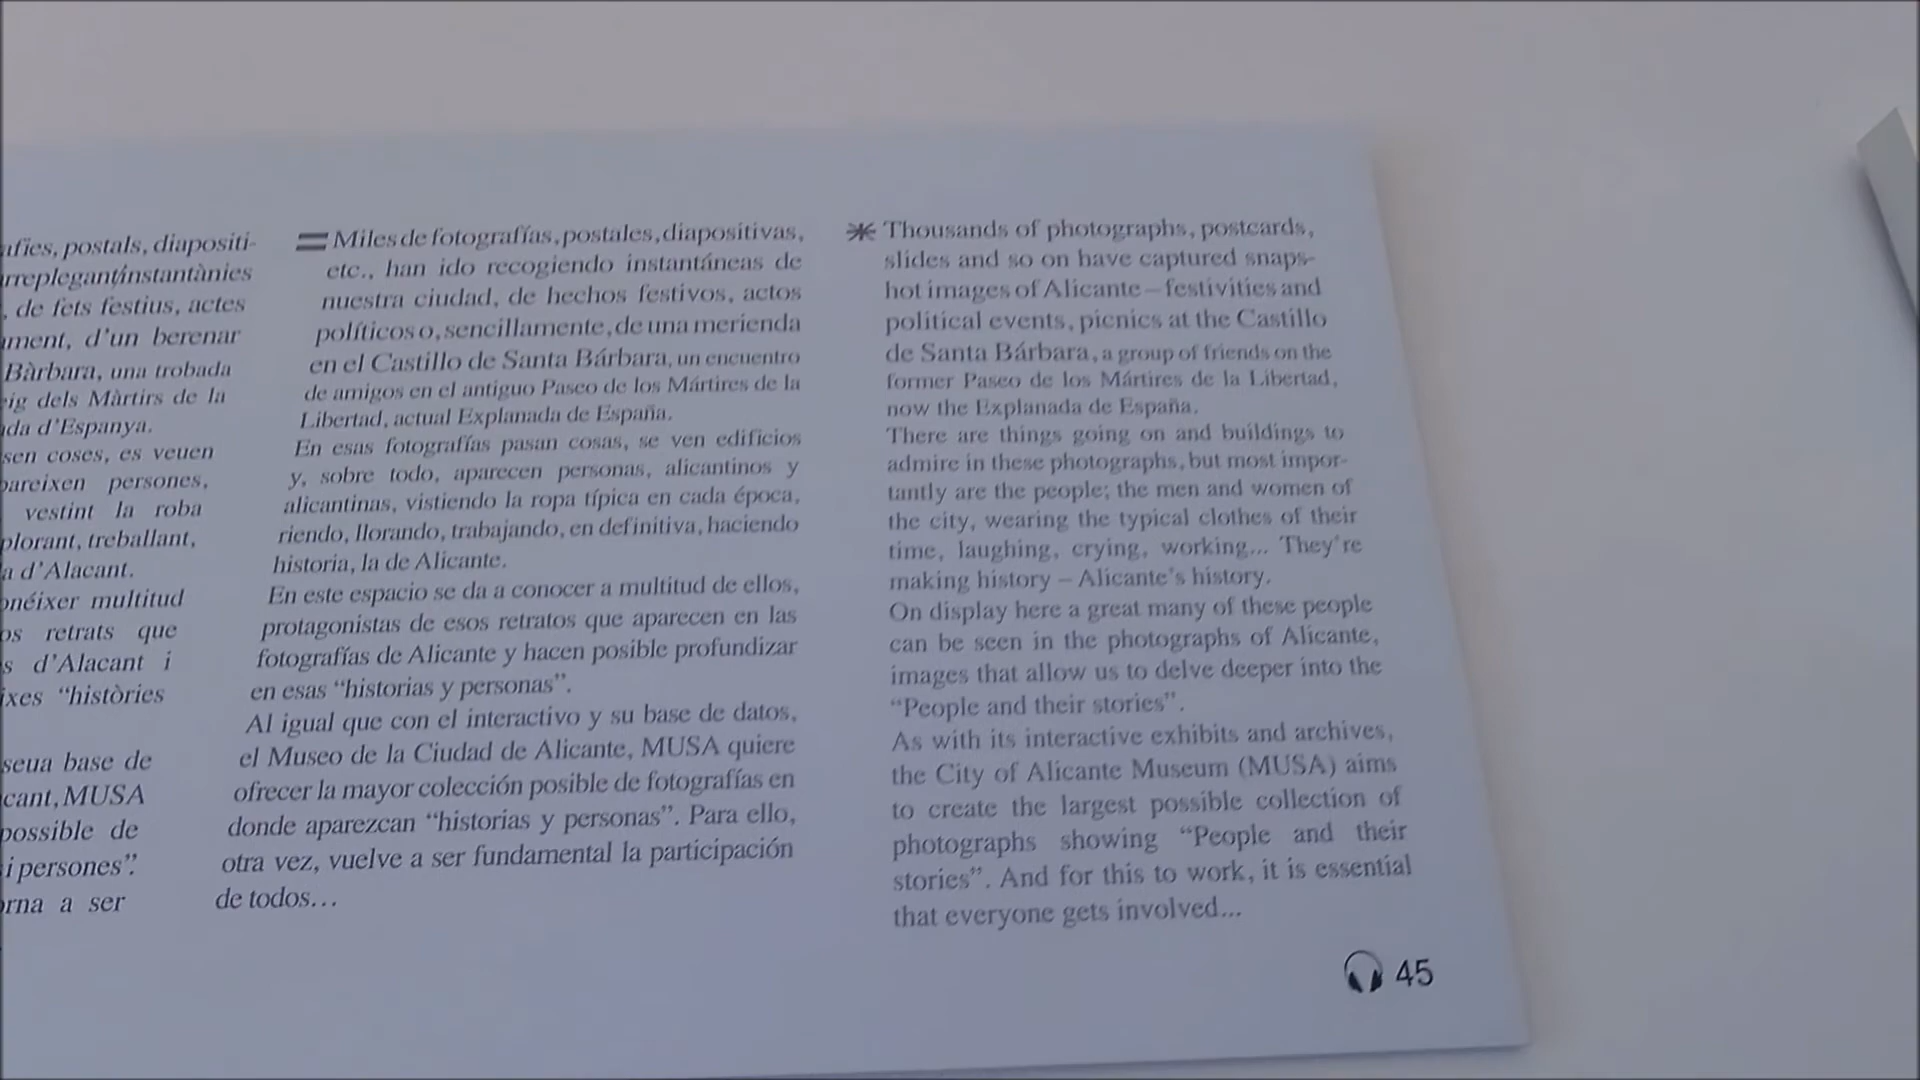 afies, postals, diapositi-
rreplegant instantànies
, de fets festius, actes
ment, d'un berenar
Bàrbara, una trobada
ig dels Màrtirs de la
da d'Espanya.
sen coses, es veuen
pareixen persones,
vestint la roba
plorant, treballant,
a d'Alacant.
onéixer multitud
os retrats que
s d'Alacant i
ixes “històries
seua base de
cant, MUSA
possible de
i persones”.
orna a ser
Miles de fotografías, postales, diapositivas,
etc., han ido recogiendo instantáneas de
nuestra ciudad, de hechos festivos, actos
políticos o, sencillamente, de una merienda
en el Castillo de Santa Bárbara, un encuentro
de amigos en el antiguo Paseo de los Mártires de la
Libertad, actual Explanada de España.
En esas fotografías pasan cosas, se ven edificios
y, sobre todo, aparecen personas, alicantinos y
alicantinas, vistiendo la ropa típica en cada época,
riendo, llorando, trabajando, en definitiva, haciendo
historia, la de Alicante.
En este espacio se da a conocer a multitud de ellos,
protagonistas de esos retratos que aparecen en las
fotografías de Alicante y hacen posible profundizar
en esas “historias y personas”.
Al igual que con el interactivo y su base de datos,
el Museo de la Ciudad de Alicante, MUSA quiere
ofrecer la mayor colección posible de fotografías en
donde aparezcan “historias y personas”. Para ello,
otra vez, vuelve a ser fundamental la participación
de todos...
Thousands of photographs, postcards,
slides and so on have captured snaps-
hot images of Alicante – festivities and
political events, picnics at the Castillo
de Santa Bárbara, a group of friends on the
former Paseo de los Mártires de la Libertad,
now the Explanada de España.
There are things going on and buildings to
admire in these photographs, but most impor-
tantly are the people; the men and women of
the city, wearing the typical clothes of their
time, laughing, crying, working... They're
making history – Alicante's history.
On display here a great many of these people
can be seen in the photographs of Alicante,
images that allow us to delve deeper into the
“People and their stories”.
As with its interactive exhibits and archives,
the City of Alicante Museum (MUSA) aims
to create the largest possible collection of
photographs showing “People and their
stories”. And for this to work, it is essential
that everyone gets involved...
45